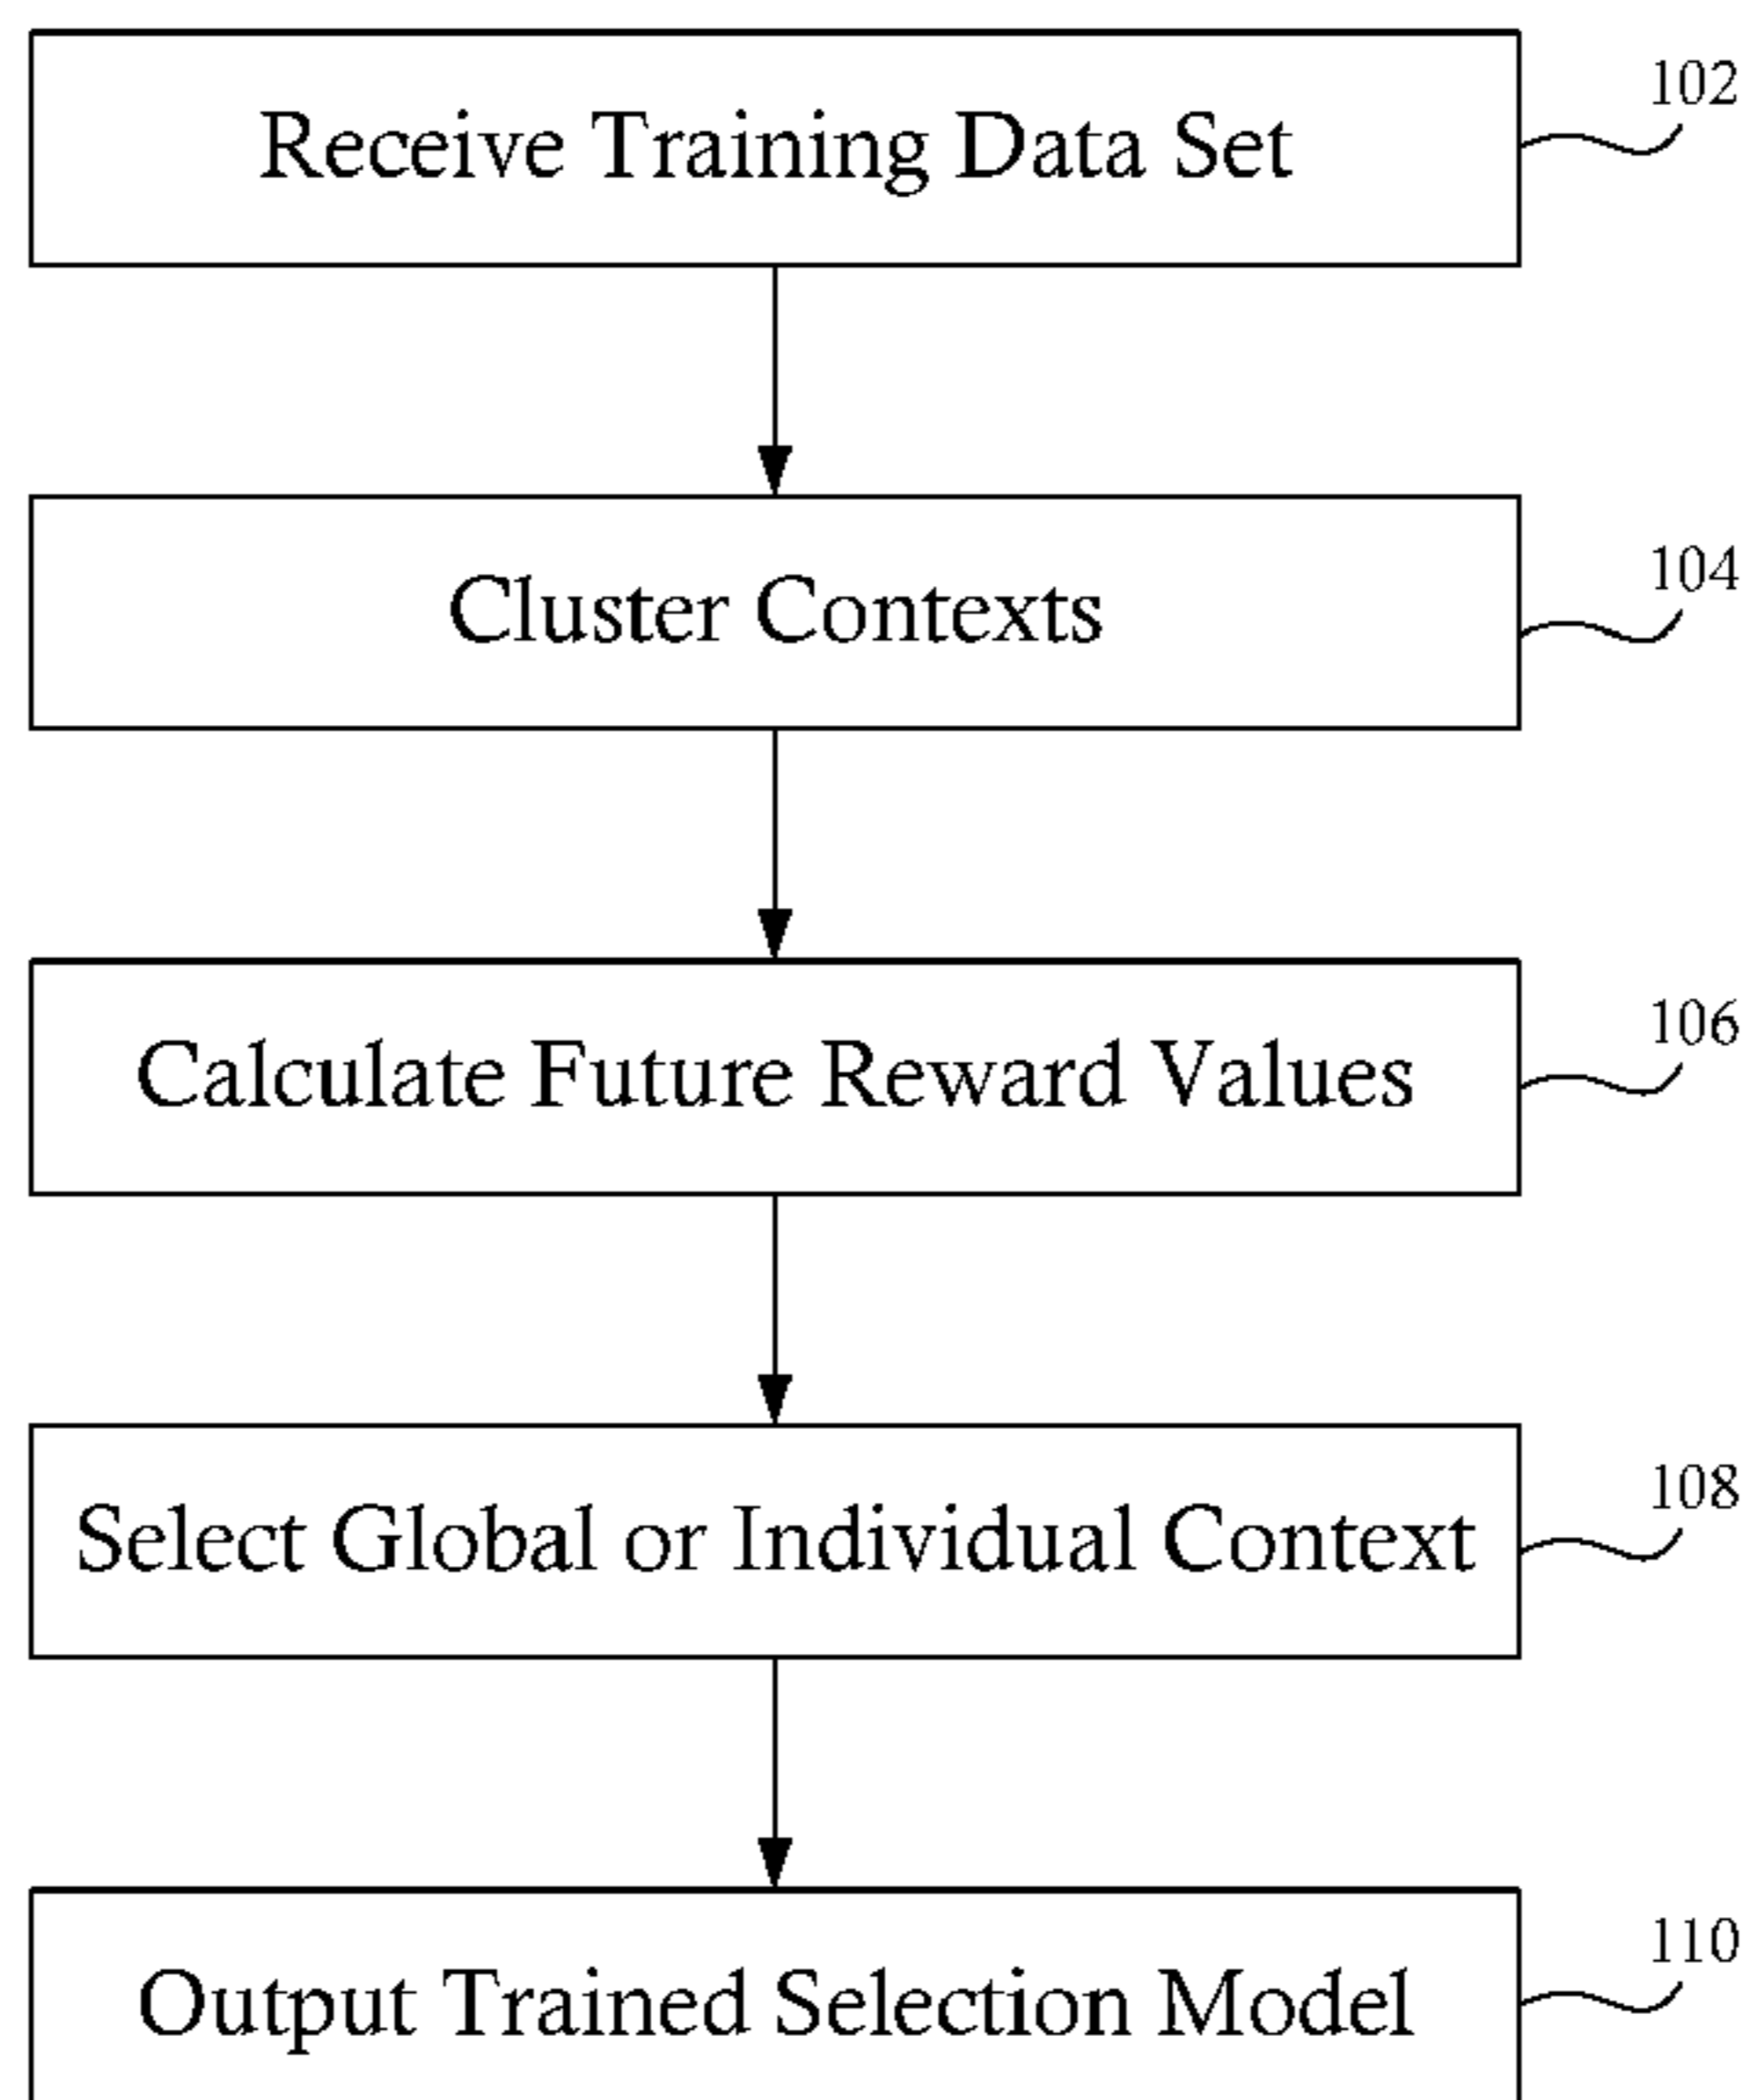 Receive Training Data Set
102
Cluster Contexts
104
Calculate Future Reward Values
106
Select Global or Individual Context
108
Output Trained Selection Model
110